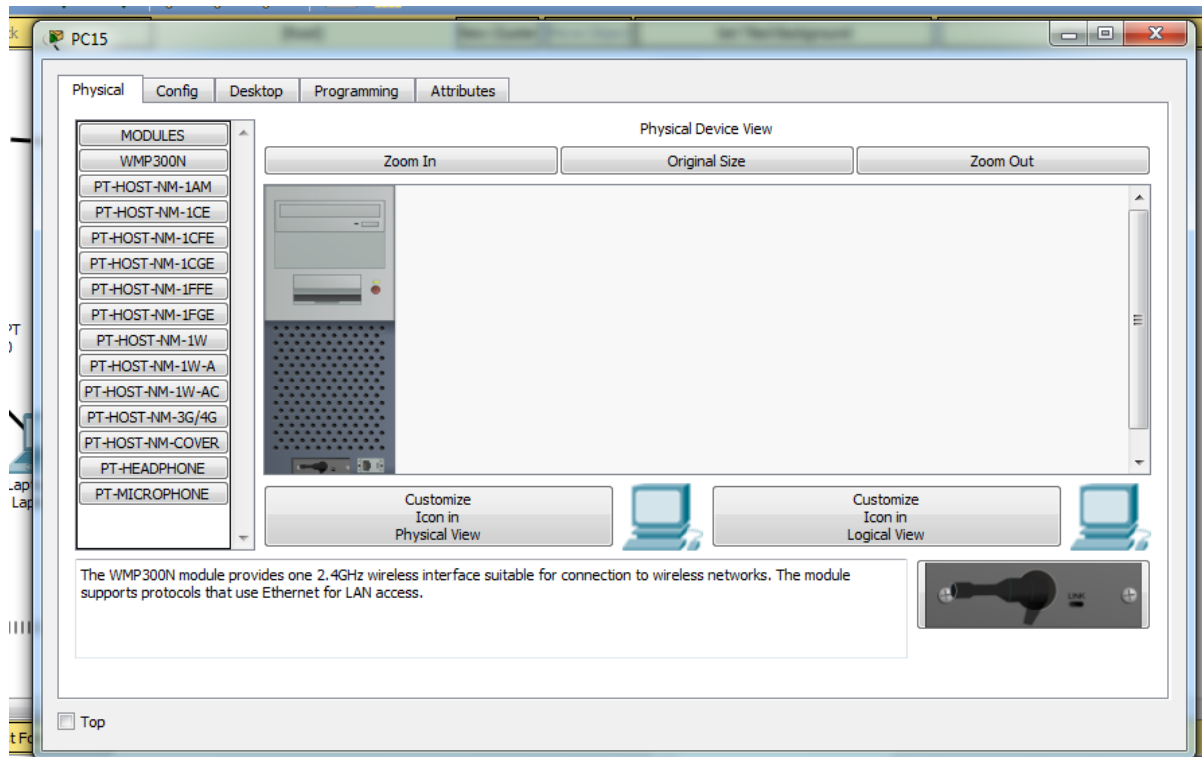 PC15
Physical
Config
Desktop
Programming
Attributes
MODULES
WMP300N
PT-HOST-NM-1AM
PT-HOST-NM-1CE
PT-HOST-NM-1CFE
PT-HOST-NM-1CGE
PT-HOST-NM-1FFE
PT-HOST-NM-1FGE
PT-HOST-NM-1W
PT-HOST-NM-1W-A
PT-HOST-NM-1W-AC
PT-HOST-NM-3G/4G
PT-HOST-NM-COVER
PT-HEADPHONE
PT-MICROPHONE
Physical Device View
Zoom In
Original Size
Zoom Out
Customize
Icon in
Physical View
Customize
Icon in
Logical View
The WMP300N module provides one 2.4GHz wireless interface suitable for connection to wireless networks. The module
supports protocols that use Ethernet for LAN access.
LINK
Top